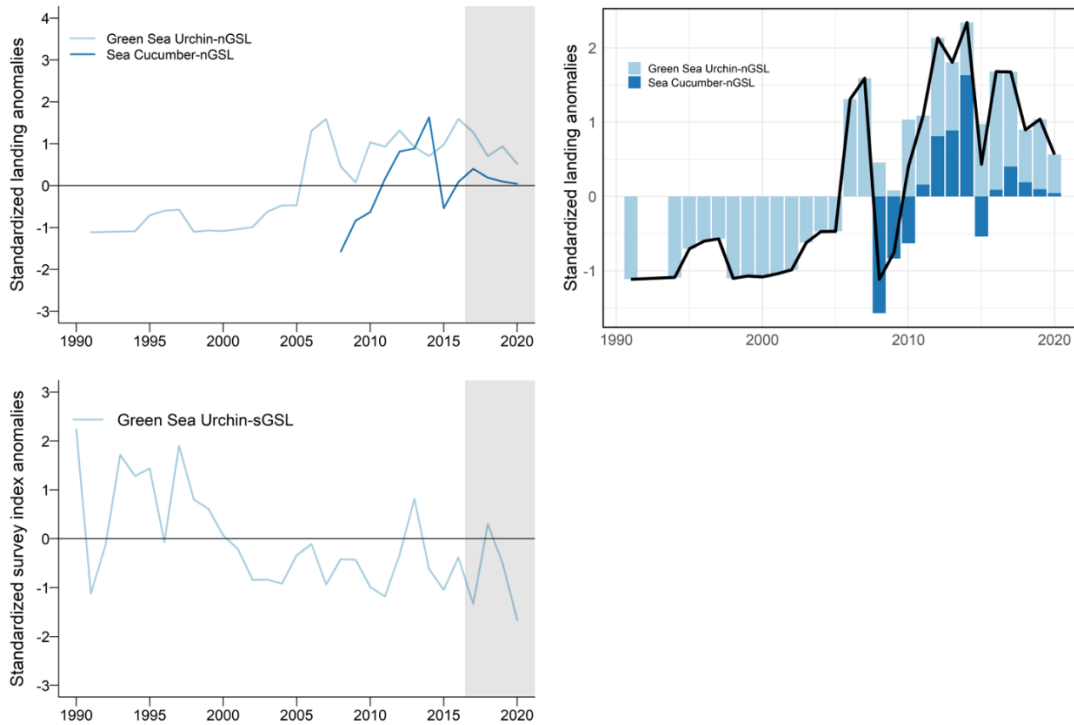 Standardized landing anomalies
4
3
2
1
0
-1
-2
-3
Green Sea Urchin-nGSL
Sea Cucumber-nGSL
1990 1995 2000 2005 2010 2015 2020
Standardized landing anomalies
2
1
0
-1
Green Sea Urchin-nGSL
Sea Cucumber-nGSL
1990 2000 2010 2020
Standardized survey index anomalies
3
2
1
0
-1
-2
-3
Green Sea Urchin-sGSL
1990 1995 2000 2005 2010 2015 2020